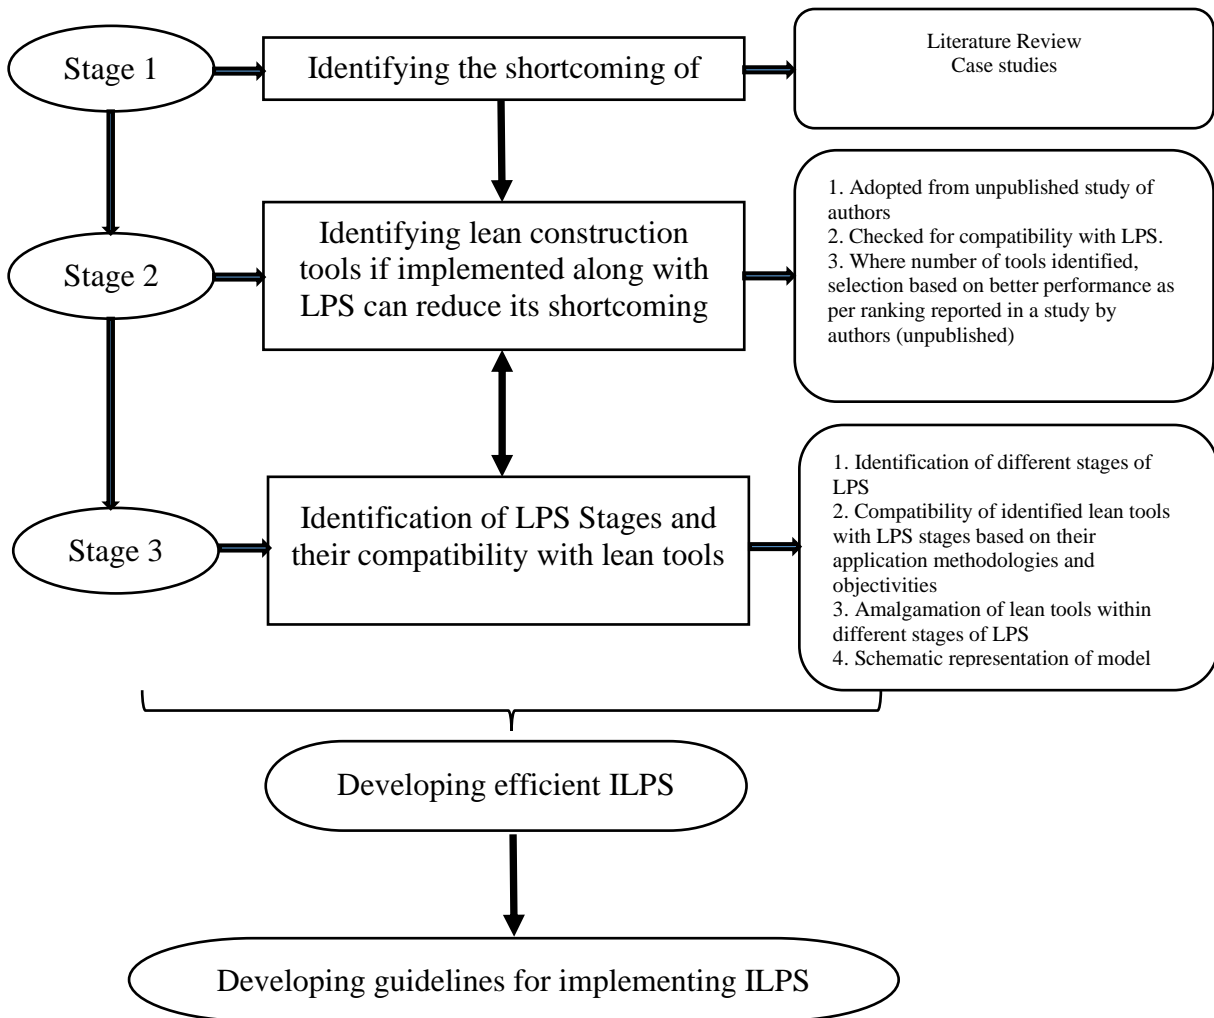 Stage 1
Identifying the shortcoming of
Literature Review
Case studies
Stage 2
Identifying lean construction
tools if implemented along with
LPS can reduce its shortcoming
1. Adopted from unpublished study of
authors
2. Checked for compatibility with LPS.
3. Where number of tools identified,
selection based on better performance as
per ranking reported in a study by
authors (unpublished)
Stage 3
Identification of LPS Stages and
their compatibility with lean tools
1. Identification of different stages of
LPS
2. Compatibility of identified lean tools
with LPS stages based on their
application methodologies and
objectivities
3. Amalgamation of lean tools within
different stages of LPS
4. Schematic representation of model
Developing efficient ILPS
Developing guidelines for implementing ILPS